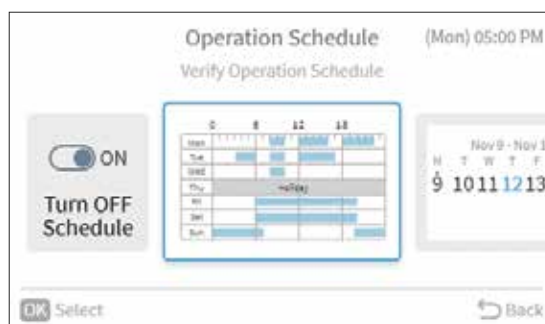 Operation Schedule
(Mon) 05:00 PM
Verify Operation Schedule
ON
Turn OFF
Schedule
0 6 12 18
Mon
Tue
Wed
Thu Holiday
Fri
Sat
Sun
Nov 9 - Nov 1
M T W T F
9 10 11 12 13
OK Select
Back